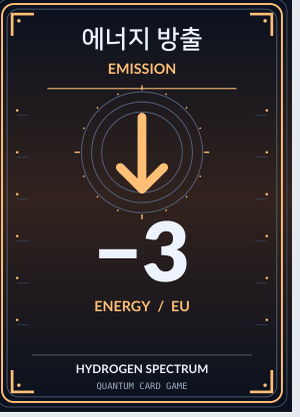 에너지 방출
EMISSION
−3
ENERGY / EU
HYDROGEN SPECTRUM
QUANTUM CARD GAME